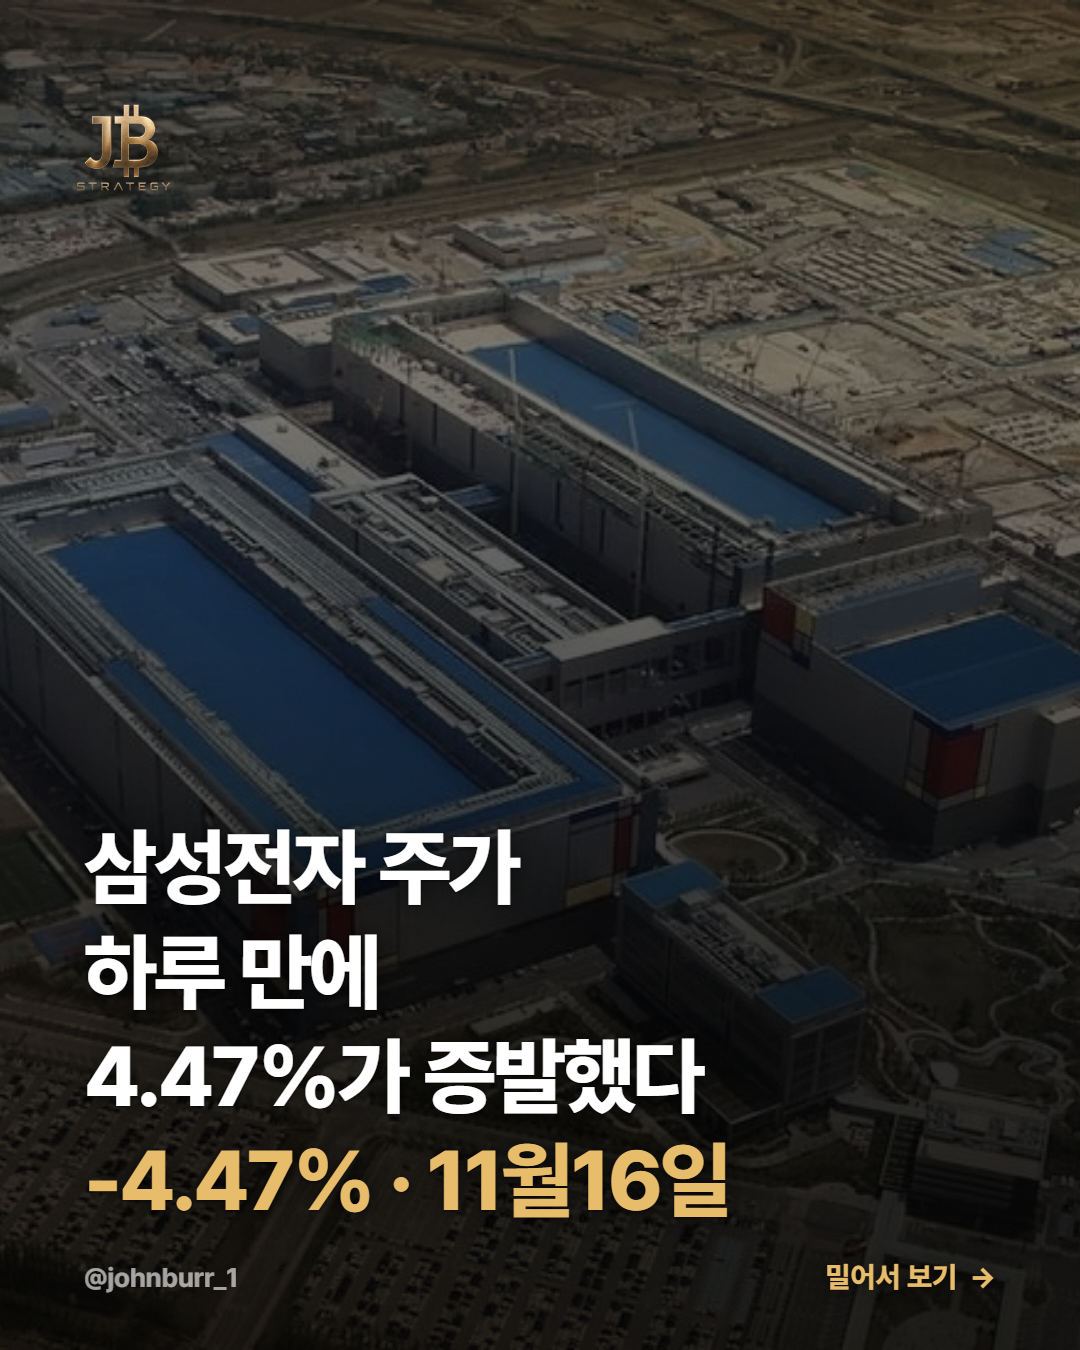 JB
STRATEGY
삼성전자 주가
하루 만에
4.47%가 증발했다
-4.47% · 11월16일
@johnburr_1
밀어서 보기 →